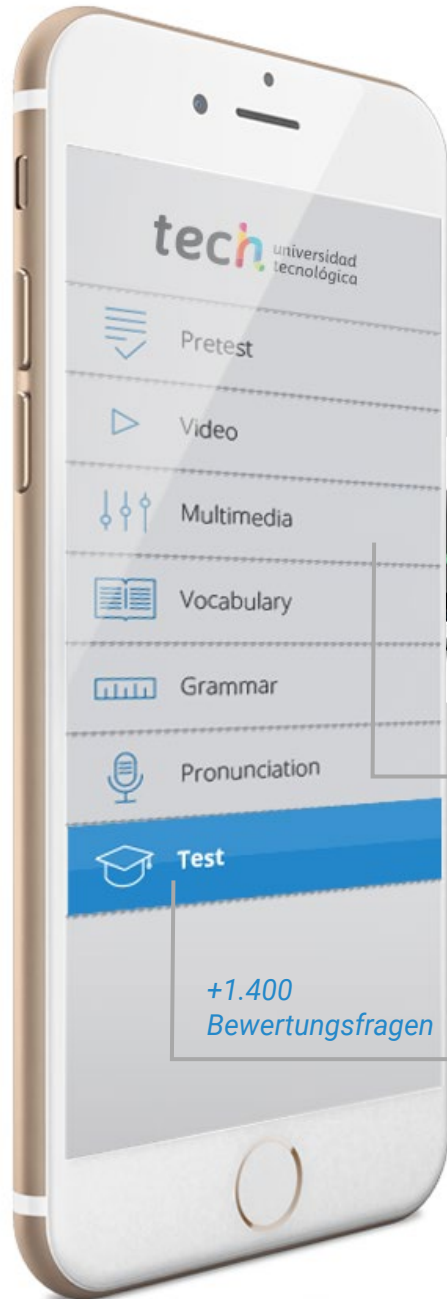 tech universidad
tecnológica
Pretest
Video
Multimedia
Vocabulary
Grammar
Pronunciation
Test
+1.400
Bewertungsfragen